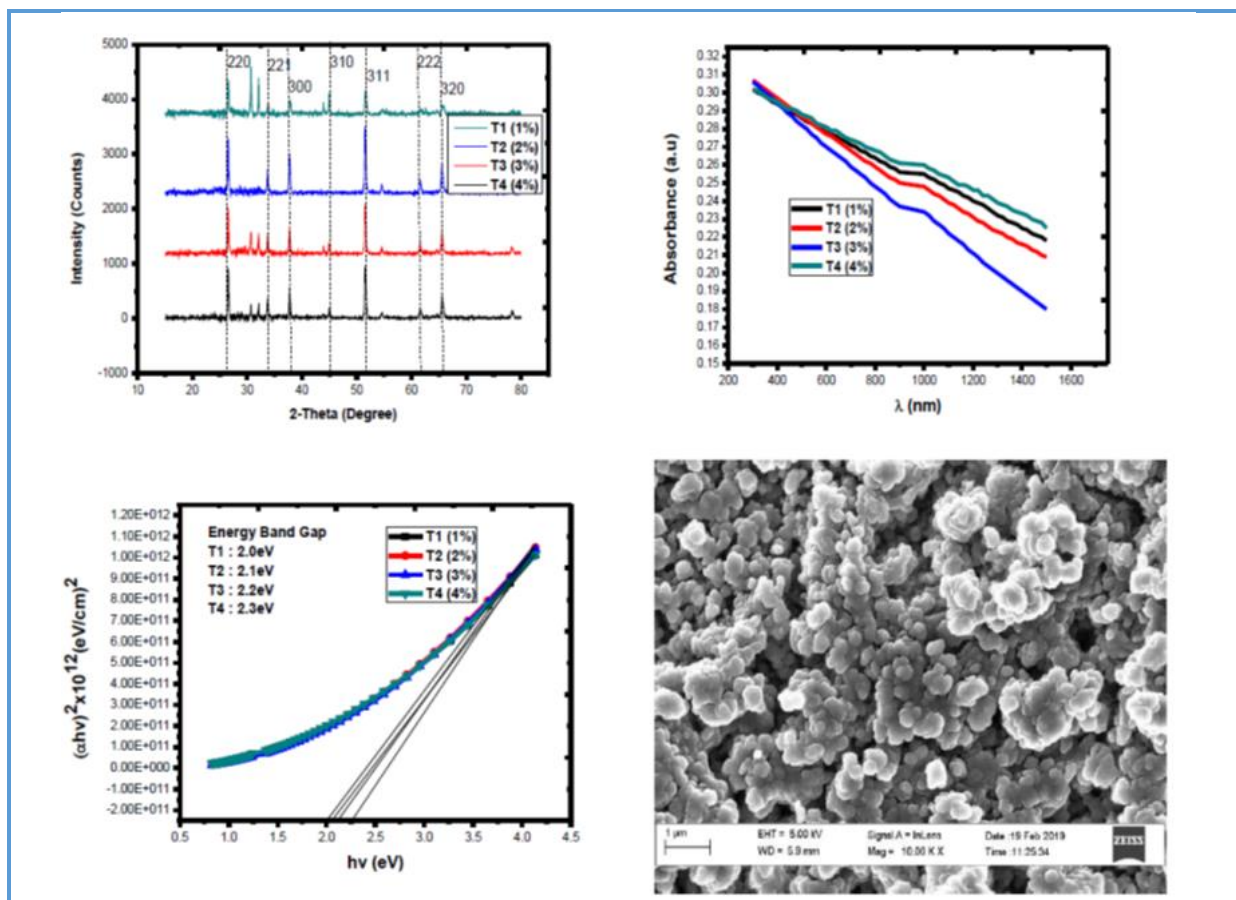 5000
4000
3000
2000
1000
0
-1000
220
221
300
310
311
222
320
T1 (1%)
T2 (2%)
T3 (3%)
T4 (4%)
10 20 30 40 50 60 70 80
Intensity (Counts)
2-Theta (Degree)
0.32
0.31
0.30
0.29
0.28
0.27
0.26
0.25
0.24
0.23
0.22
0.21
0.20
0.19
0.18
0.17
0.16
0.15
T1 (1%)
T2 (2%)
T3 (3%)
T4 (4%)
200 400 600 800 1000 1200 1400 1600
Absorbance (a.u)
λ (nm)
1.20E+012
1.10E+012
1.00E+012
9.00E+011
8.00E+011
7.00E+011
6.00E+011
5.00E+011
4.00E+011
3.00E+011
2.00E+011
1.00E+011
0.00E+000
-1.00E+011
-2.00E+011
Energy Band Gap
T1 : 2.0eV
T2 : 2.1eV
T3 : 2.2eV
T4 : 2.3eV
T1 (1%)
T2 (2%)
T3 (3%)
T4 (4%)
0.5 1.0 1.5 2.0 2.5 3.0 3.5 4.0 4.5
(αhv)²x10¹²(eV/cm)²
hv (eV)
1 µm
EHT = 5.00 kV Signal A = InLens Date :19 Feb 2019
WD = 5.9 mm Mag = 10.00 K X Time :11:25:34
ZEISS